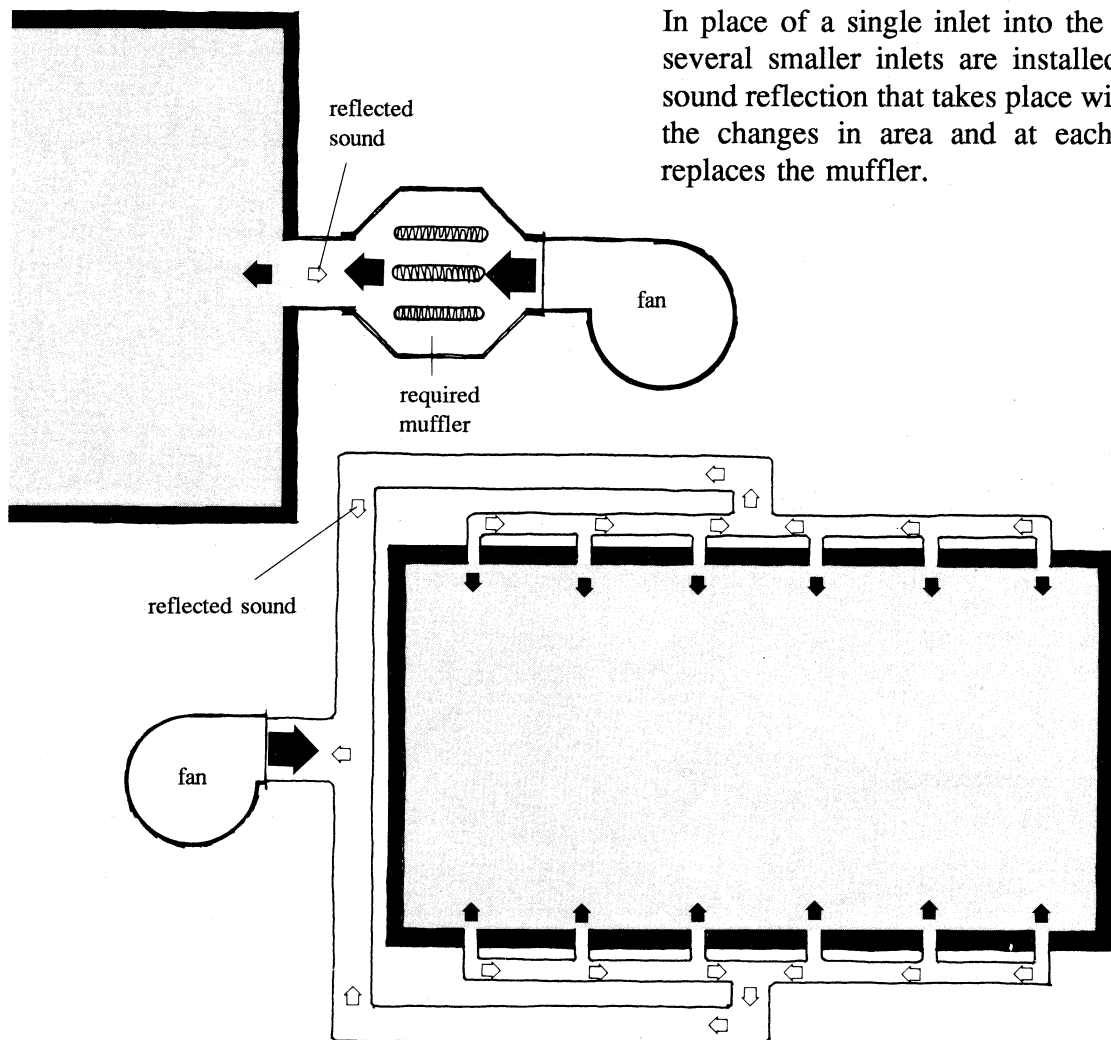 In place of a single inlet into the
several smaller inlets are installed
sound reflection that takes place wi
the changes in area and at each
replaces the muffler.
reflected
sound
fan
required
muffler
reflected sound
fan